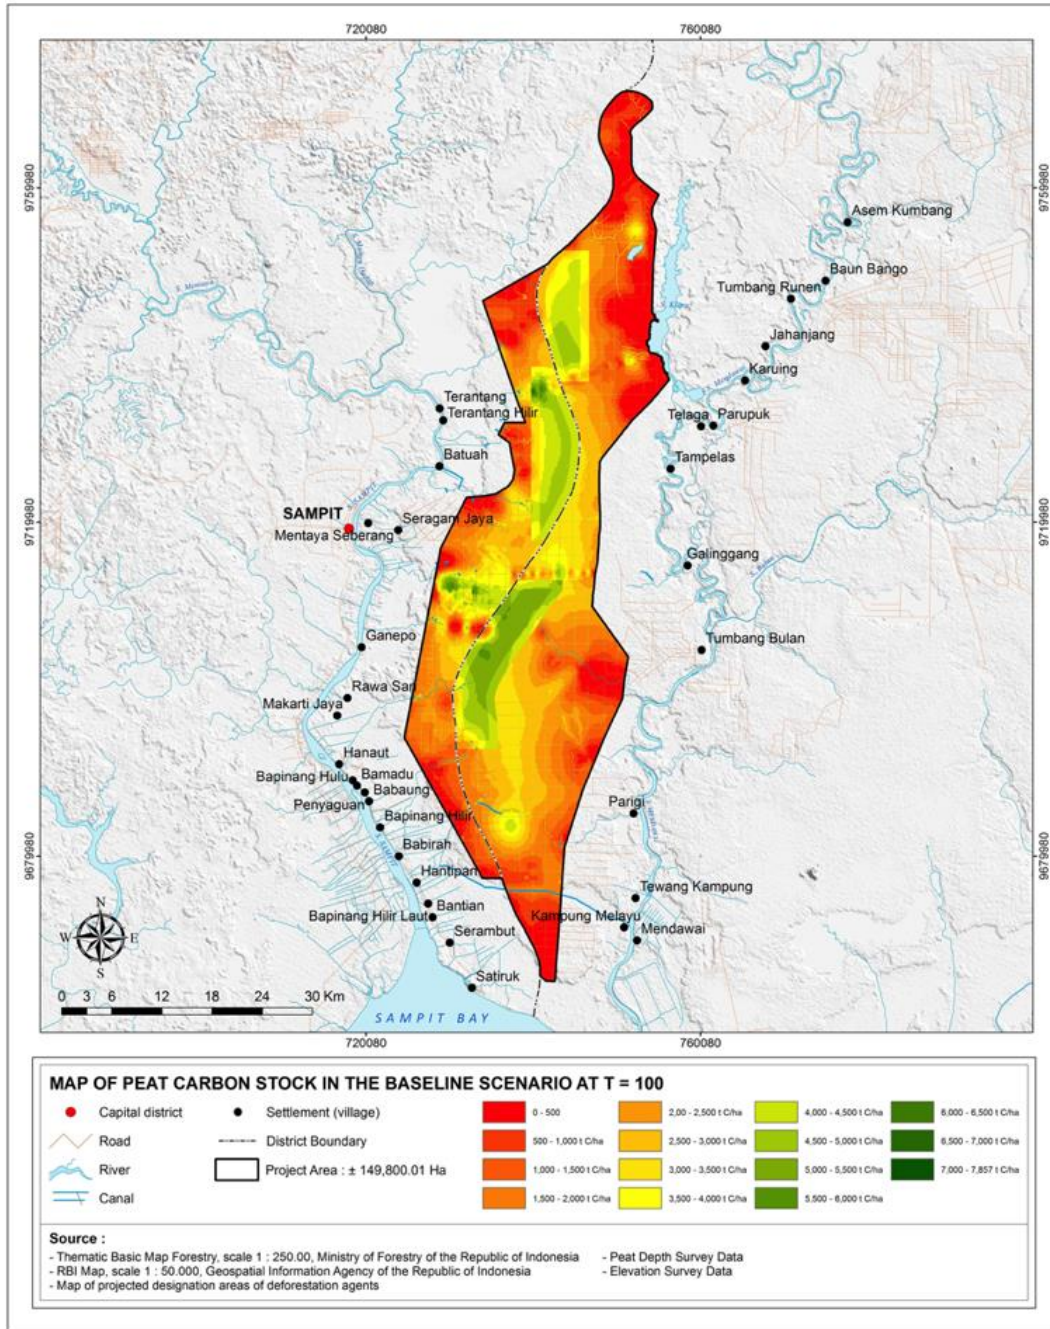 720080
760080
9759980
9759980
Asem Kumbang
Baun Bango
Tumbang Runen
Jahanjang
Karuing
Terantang
Terantang Hilir
Telaga
Parupuk
Batuah
Tampelas
S. SAMPIT
SAMPIT
Seragam Jaya
Mentaya Seberang
9719980
9719980
Galinggang
Ganepo
Tumbang Bulan
Rawa Sari
Makarti Jaya
Hanaut
Bapinang Hulu
Bamadu
Babaung
Penyaguan
Parigi
Bapinang Hilir
S. SAMPIT
Babirah
9679980
9679980
Hantipan
Tewang Kampung
Bantian
Bapinang Hilir Laut
Kampung Melayu
Serambut
Mendawai
N
W E
S
Satiruk
0 3 6 12 18 24 30 Km
SAMPIT BAY
720080
760080
MAP OF PEAT CARBON STOCK IN THE BASELINE SCENARIO AT T = 100
Capital district
Settlement (village)
Road
District Boundary
River
Project Area : ± 149,800.01 Ha
Canal
0 - 500
500 - 1,000 t C/ha
1,000 - 1,500 t C/ha
1,500 - 2,000 t C/ha
2,00 - 2,500 t C/ha
2,500 - 3,000 t C/ha
3,000 - 3,500 t C/ha
3,500 - 4,000 t C/ha
4,000 - 4,500 t C/ha
4,500 - 5,000 t C/ha
5,000 - 5,500 t C/ha
5,500 - 6,000 t C/ha
6,000 - 6,500 t C/ha
6,500 - 7,000 t C/ha
7,000 - 7,857 t C/ha
Source :
- Thematic Basic Map Forestry, scale 1 : 250.00, Ministry of Forestry of the Republic of Indonesia
- RBI Map, scale 1 : 50.000, Geospatial Information Agency of the Republic of Indonesia
- Map of projected designation areas of deforestation agents
- Peat Depth Survey Data
- Elevation Survey Data